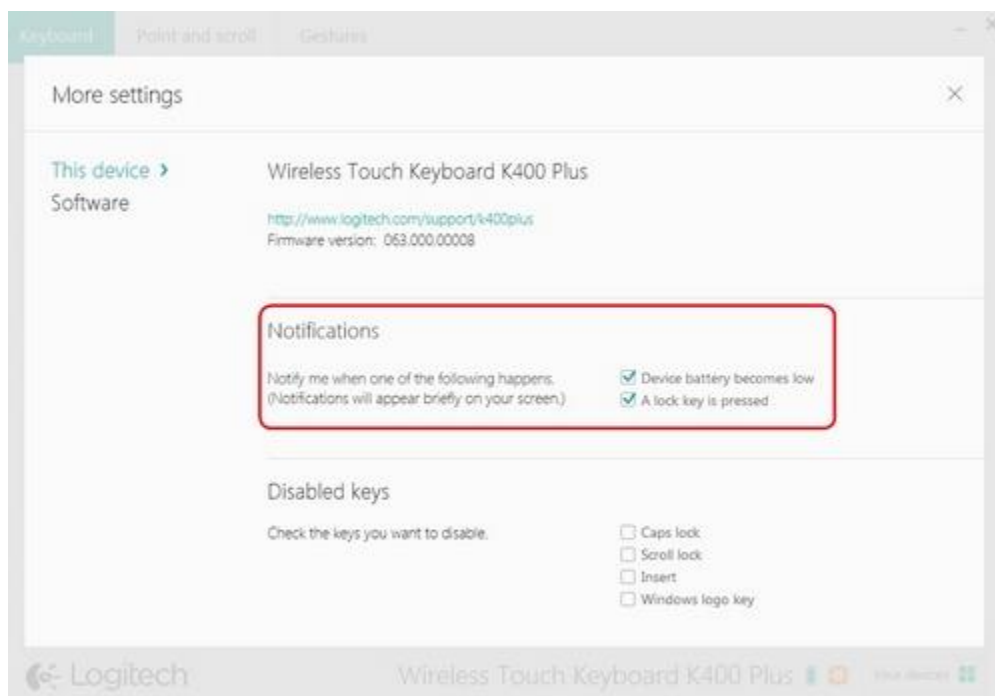 Keyboard
Point and scroll
Gestures
More settings
This device
Software
Wireless Touch Keyboard K400 Plus
http://www.logitech.com/support/k400plus
Firmware version: 063.000.00008
Notifications
Notify me when one of the following happens.
(Notifications will appear briefly on your screen.)
Device battery becomes low
A lock key is pressed
Disabled keys
Check the keys you want to disable.
Caps lock
Scroll lock
Insert
Windows logo key
Logitech
Wireless Touch Keyboard K400 Plus
Your devices